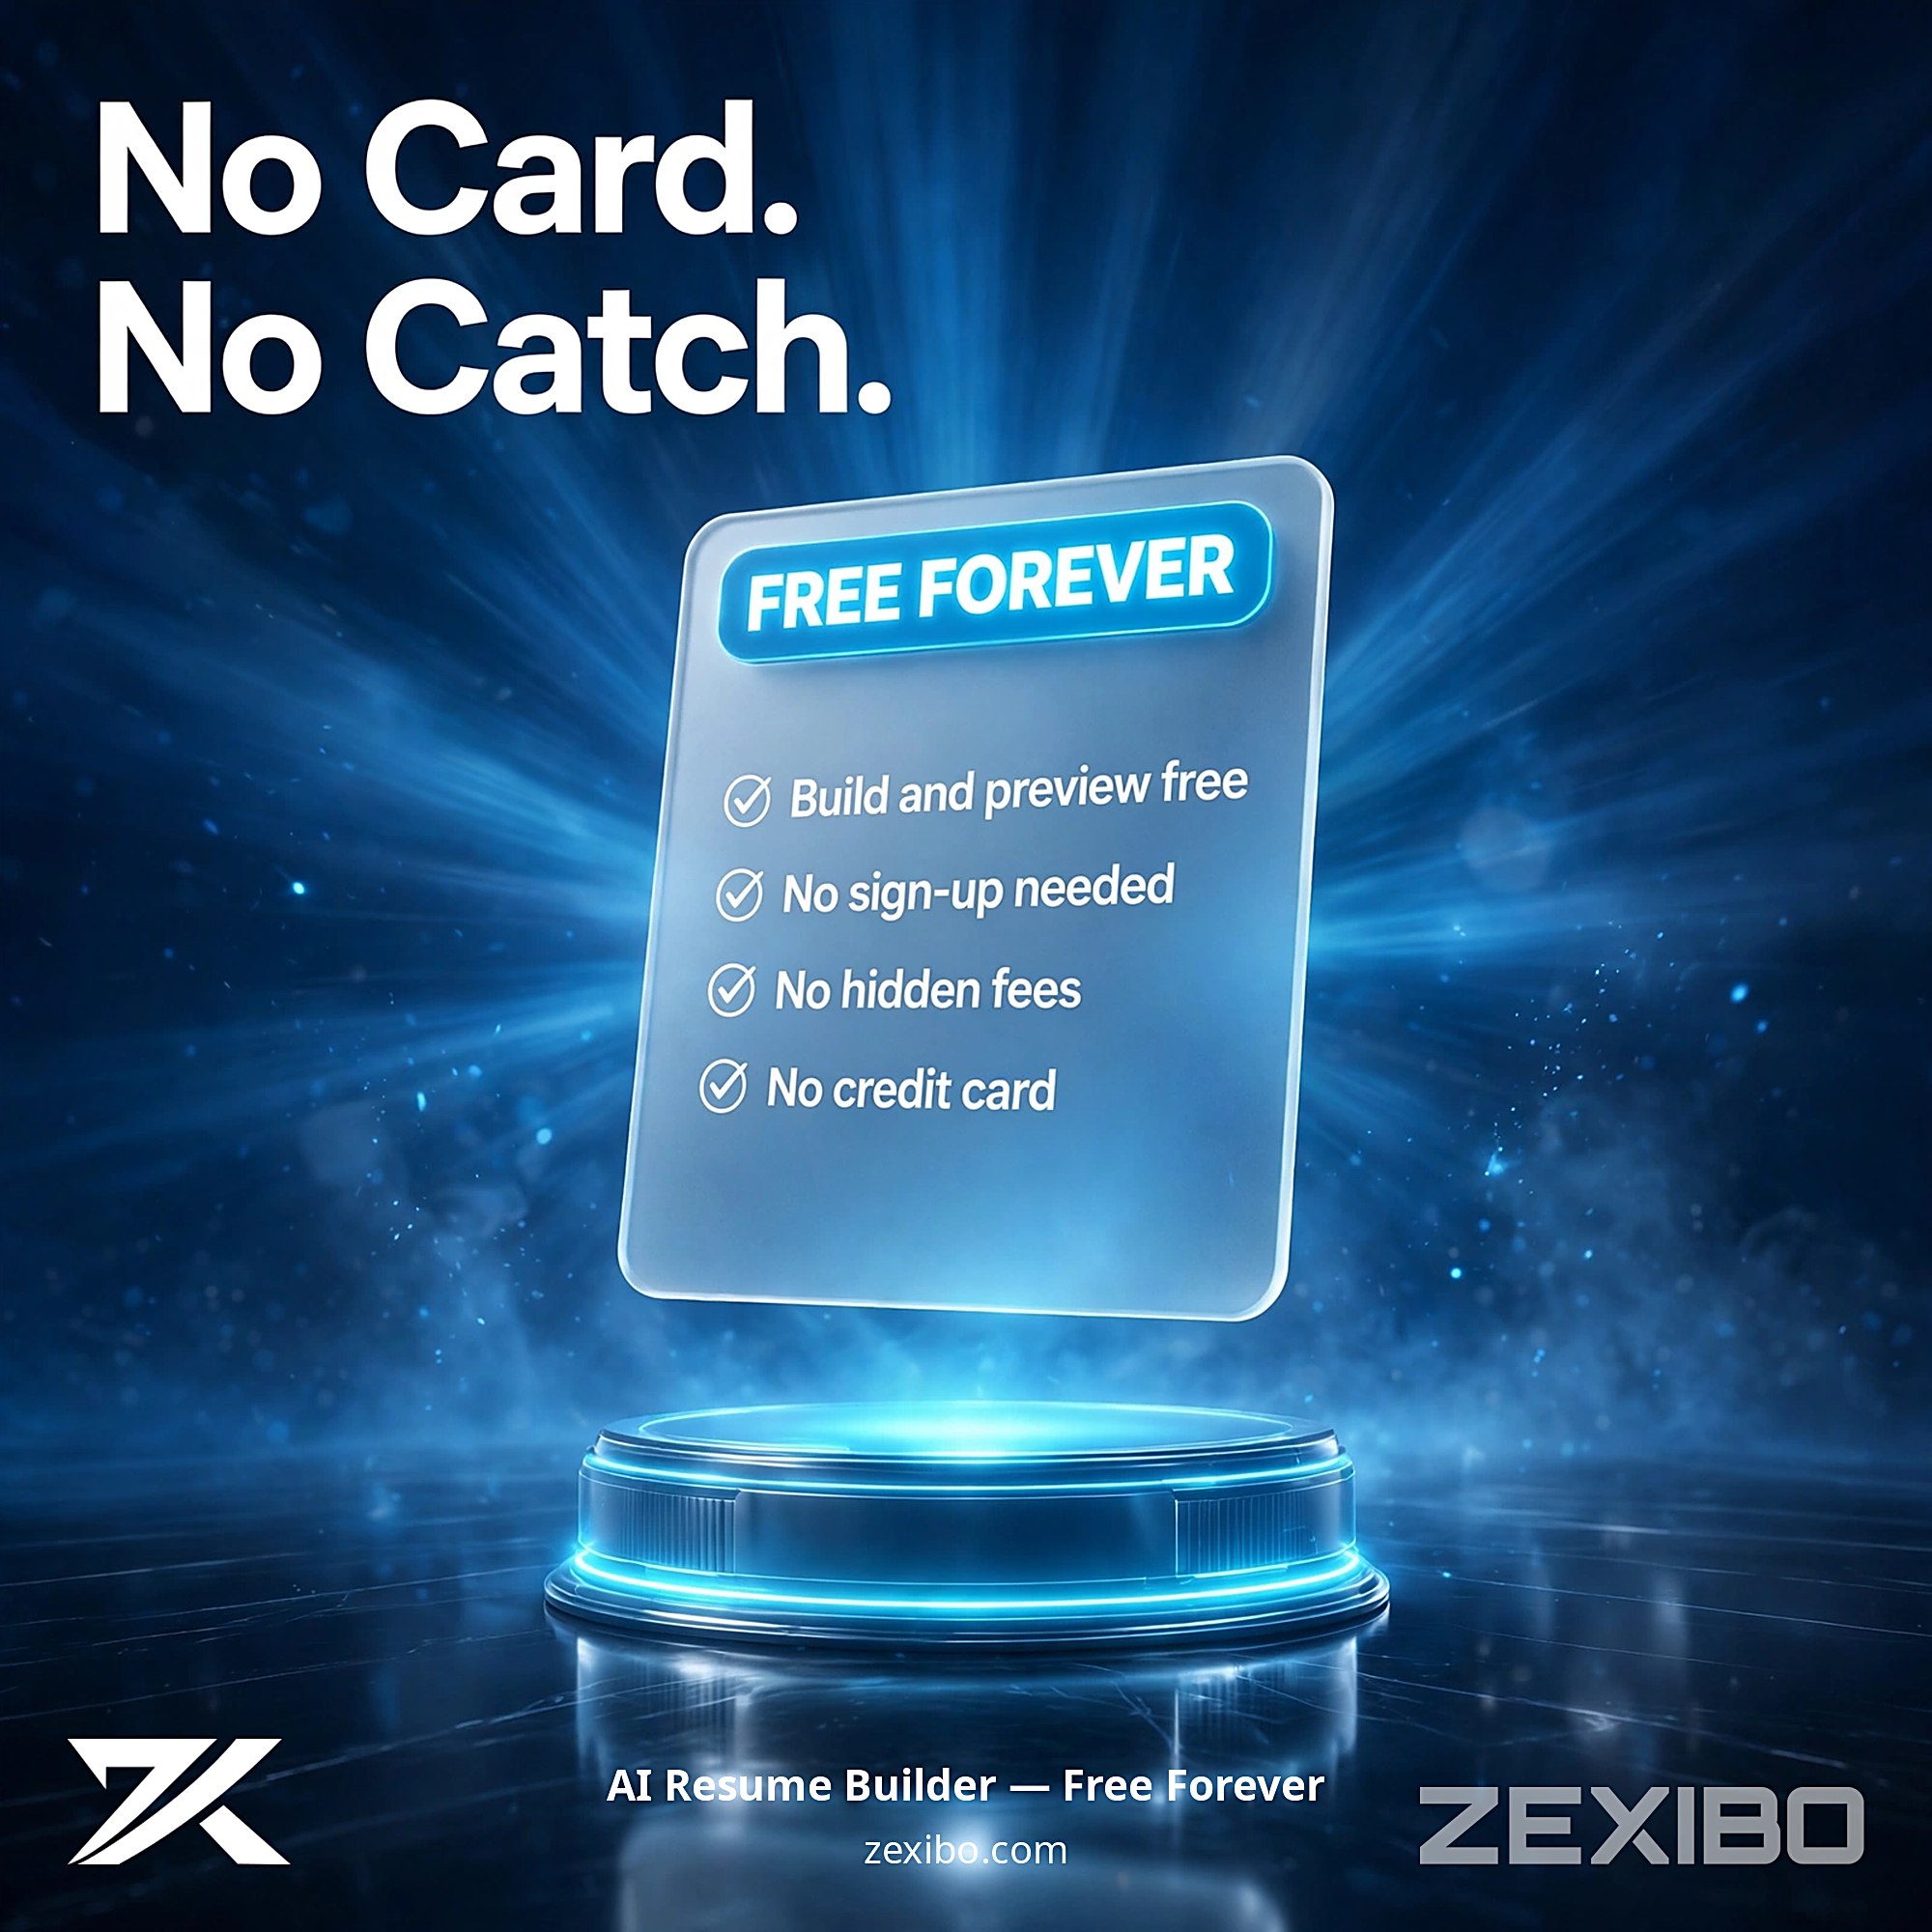 No Card.
No Catch.
FREE FOREVER
Build and preview free
No sign-up needed
No hidden fees
No credit card
AI Resume Builder — Free Forever
zexibo.com
ZEXIBO